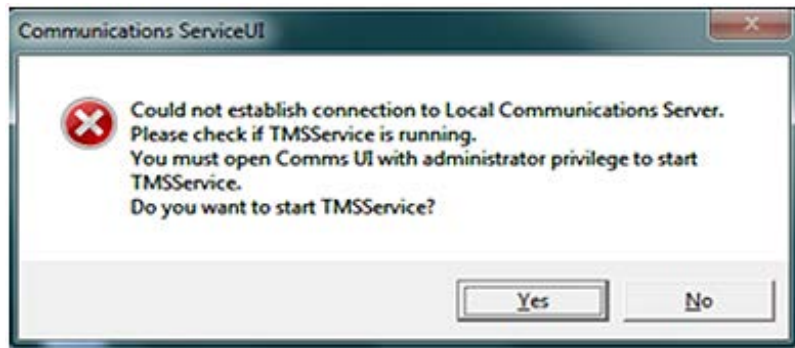 Communications ServiceUI
Could not establish connection to Local Communications Server.
Please check if TMSService is running.
You must open Comms UI with administrator privilege to start
TMSService.
Do you want to start TMSService?
Yes
No